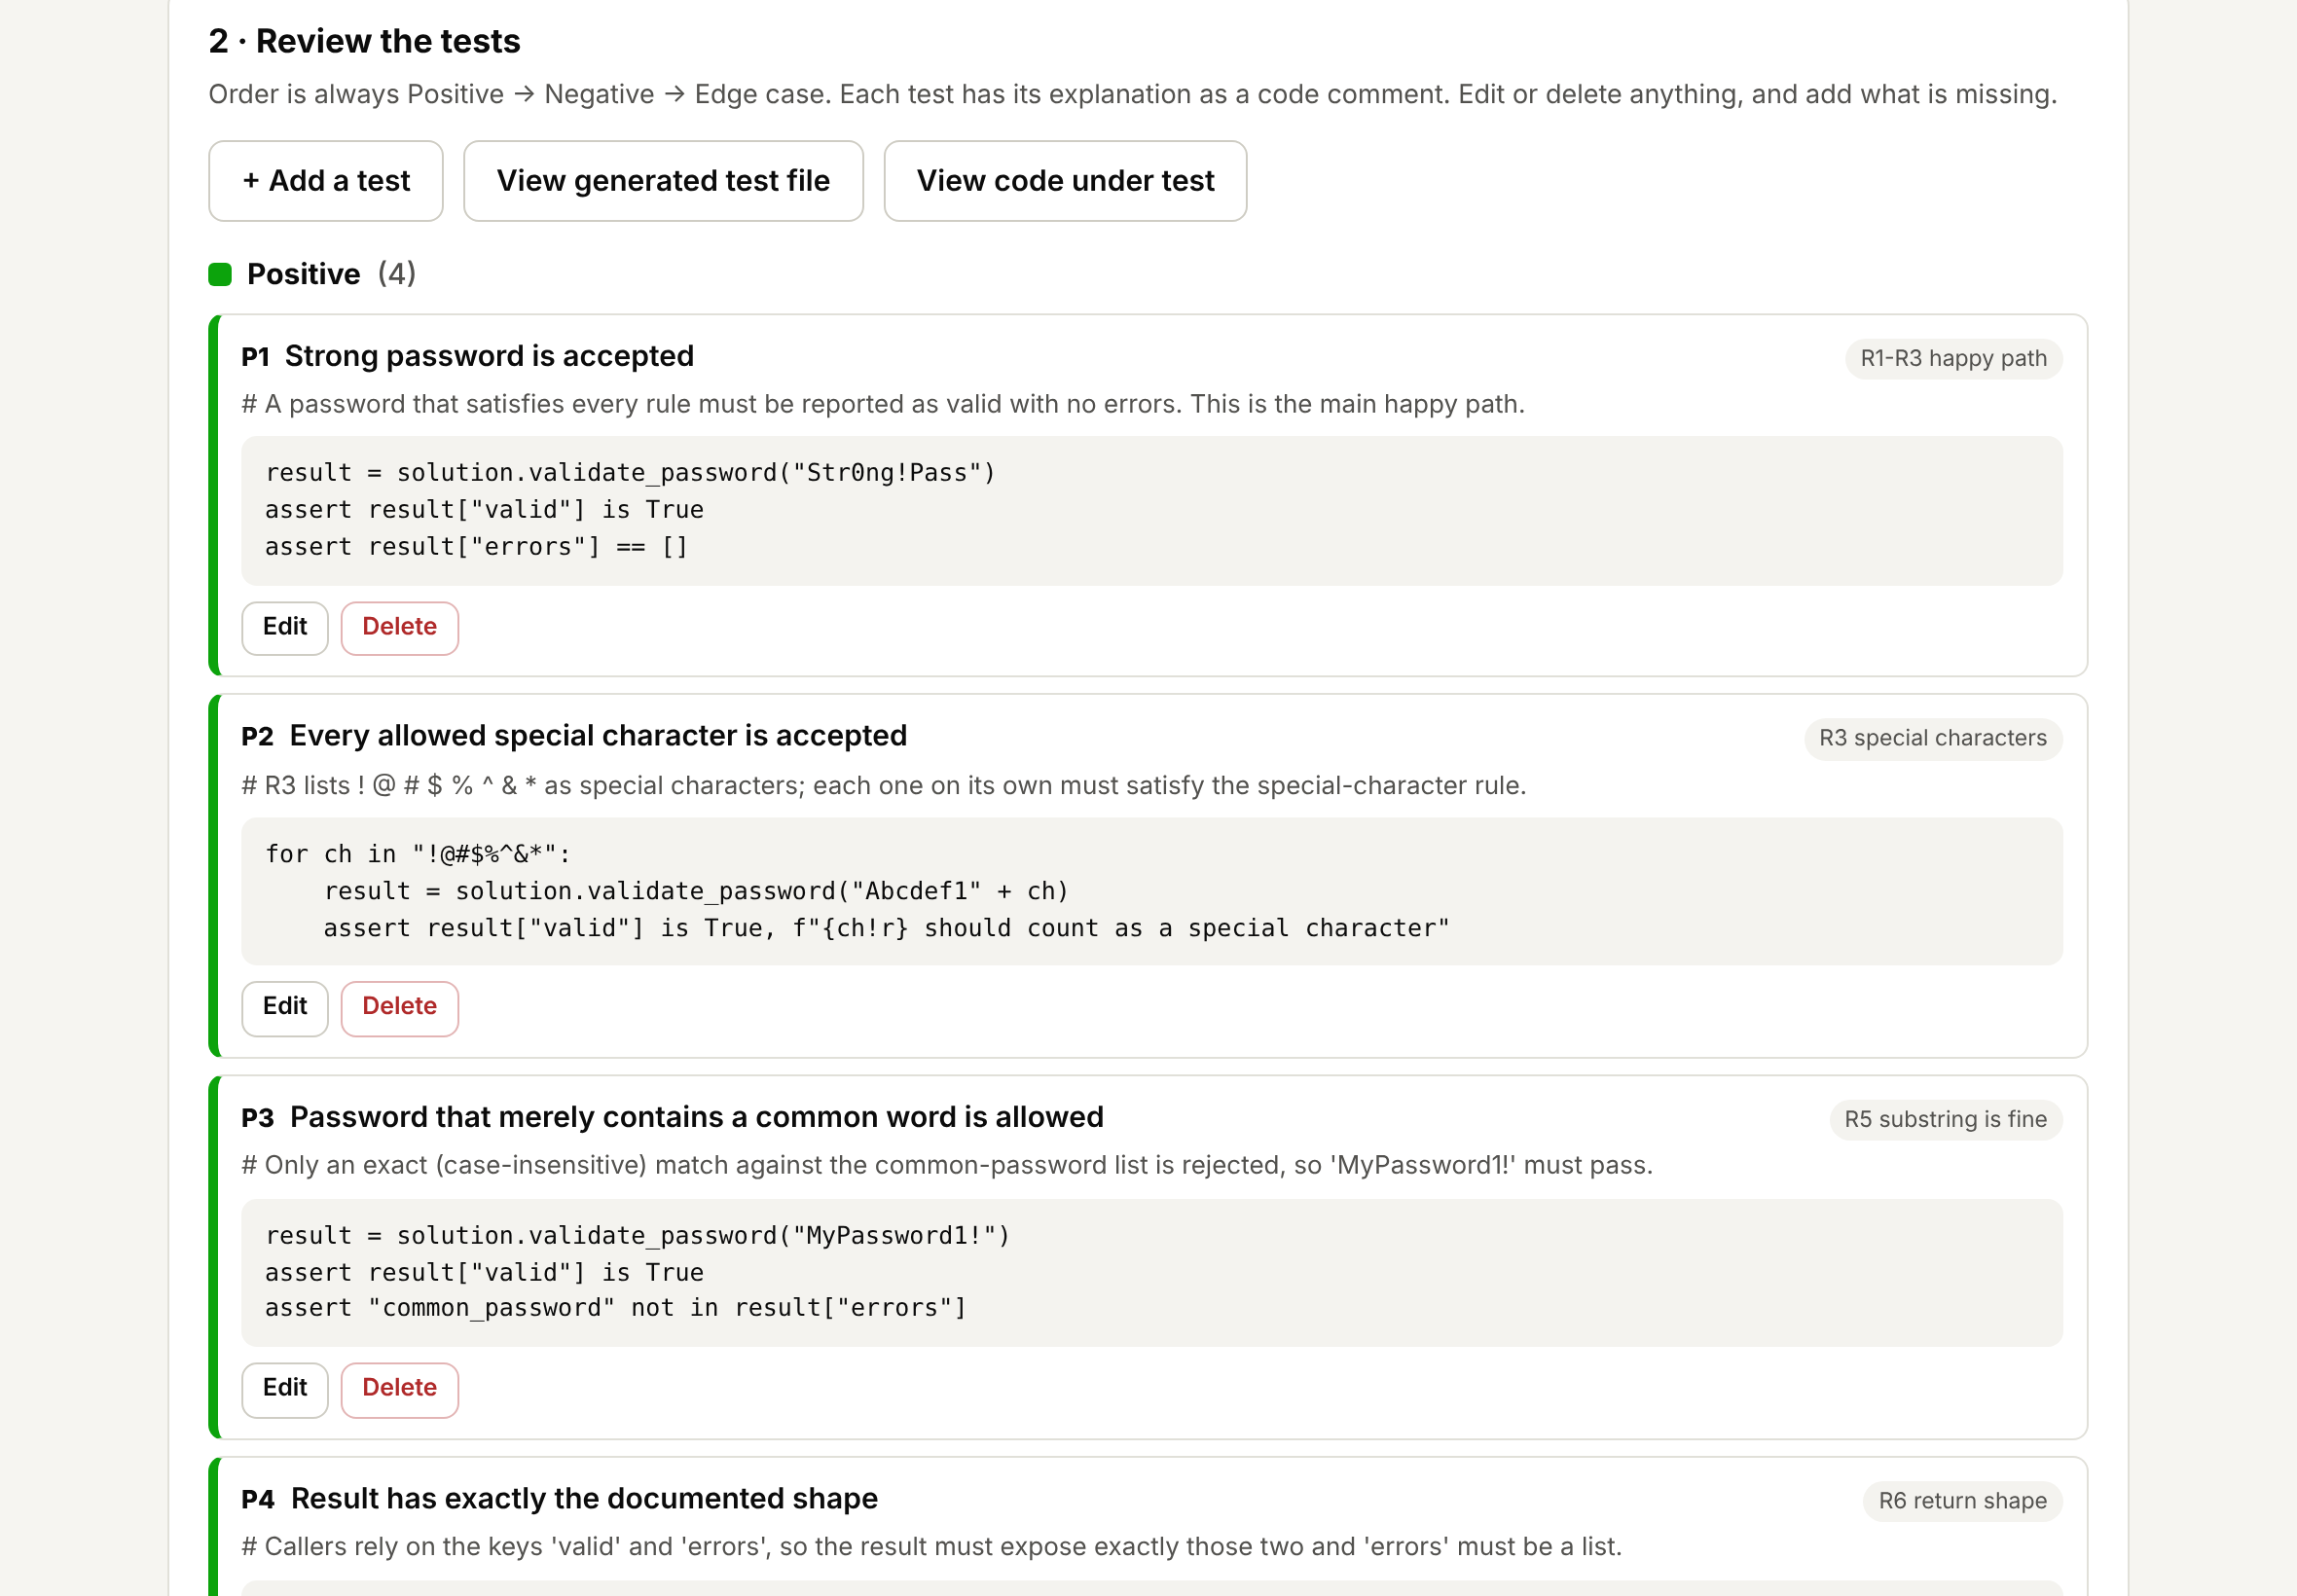 2 · Review the tests
Order is always Positive → Negative → Edge case. Each test has its explanation as a code comment. Edit or delete anything, and add what is missing.
+ Add a test
View generated test file
View code under test
Positive (4)
P1 Strong password is accepted
R1-R3 happy path
# A password that satisfies every rule must be reported as valid with no errors. This is the main happy path.
result = solution.validate_password("Str0ng!Pass")
assert result["valid"] is True
assert result["errors"] == []
Edit
Delete
P2 Every allowed special character is accepted
R3 special characters
# R3 lists ! @ # $ % ^ & * as special characters; each one on its own must satisfy the special-character rule.
for ch in "!@#$%^&*":
    result = solution.validate_password("Abcdef1" + ch)
    assert result["valid"] is True, f"{ch!r} should count as a special character"
Edit
Delete
P3 Password that merely contains a common word is allowed
R5 substring is fine
# Only an exact (case-insensitive) match against the common-password list is rejected, so 'MyPassword1!' must pass.
result = solution.validate_password("MyPassword1!")
assert result["valid"] is True
assert "common_password" not in result["errors"]
Edit
Delete
P4 Result has exactly the documented shape
R6 return shape
# Callers rely on the keys 'valid' and 'errors', so the result must expose exactly those two and 'errors' must be a list.